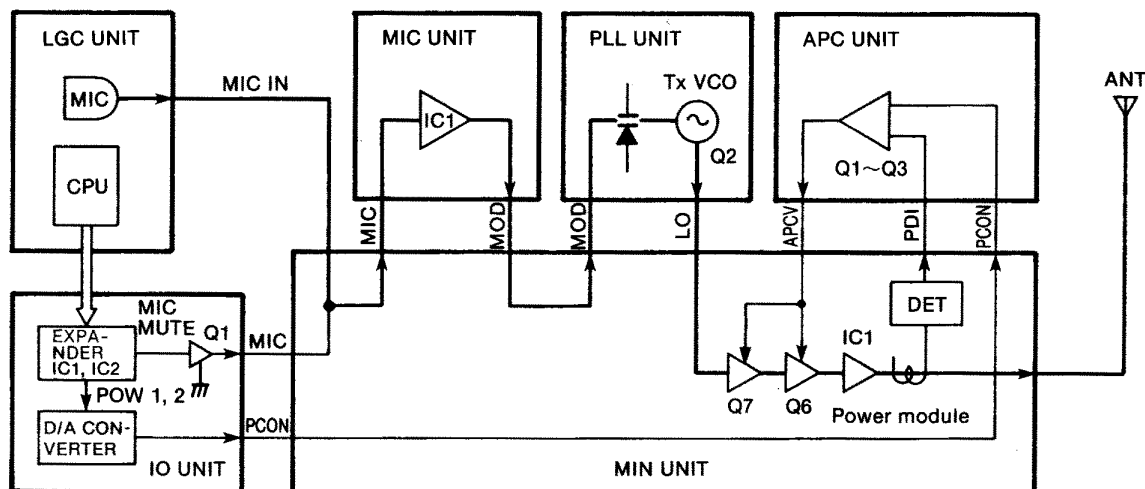 LGC UNIT
MIC
CPU
MIC IN
MIC UNIT
IC1
PLL UNIT
Tx VCO
Q2
APC UNIT
Q1~Q3
ANT
MIC
MOD
MOD
LO
APCV
PDI
PCON
EXPA-
NDER
IC1, IC2
MIC
MUTE
Q1
MIC
POW 1, 2
D/A CON-
VERTER
PCON
IO UNIT
DET
IC1
Q7
Q6
Power module
MIN UNIT